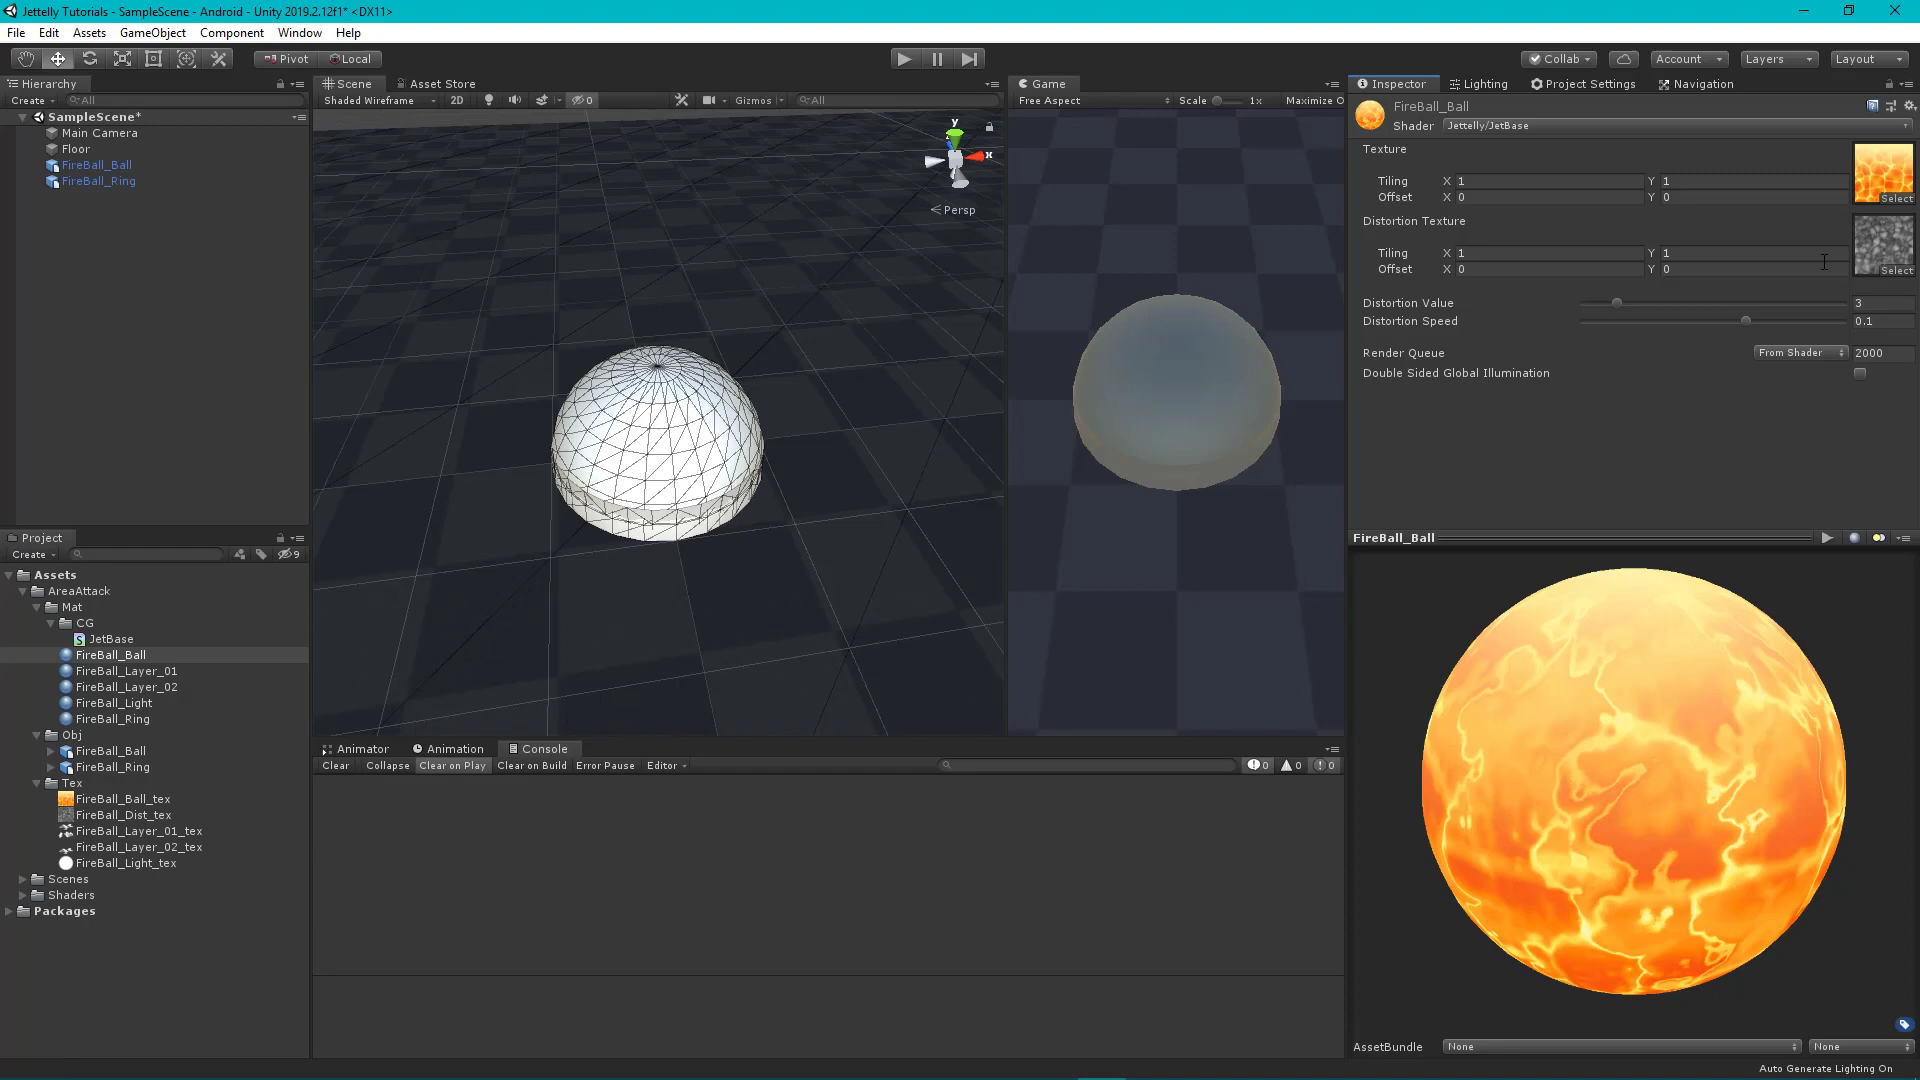 Jettelly Tutorials - SampleScene - Android - Unity 2019.2.12f1* <DX11>
File Edit Assets GameObject Component Window Help
Pivot Local Collab Account Layers Layout
Hierarchy
Create All
SampleScene*
Main Camera
Floor
FireBall_Ball
FireBall_Ring
Scene Asset Store
Shaded Wireframe 2D 0 Gizmos All
y
x
Persp
Game
Free Aspect Scale 1x Maximize O
Inspector Lighting Project Settings Navigation
FireBall_Ball
Shader Jettelly/JetBase
Texture
Tiling X 1 Y 1
Offset X 0 Y 0
Select
Distortion Texture
Tiling X 1 Y 1
Offset X 0 Y 0
Select
Distortion Value 3
Distortion Speed 0.1
Render Queue From Shader 2000
Double Sided Global Illumination
Project
Create 9
Assets
AreaAttack
Mat
CG
JetBase
FireBall_Ball
FireBall_Layer_01
FireBall_Layer_02
FireBall_Light
FireBall_Ring
Obj
FireBall_Ball
FireBall_Ring
Tex
FireBall_Ball_tex
FireBall_Dist_tex
FireBall_Layer_01_tex
FireBall_Layer_02_tex
FireBall_Light_tex
Scenes
Shaders
Packages
Animator Animation Console
Clear Collapse Clear on Play Clear on Build Error Pause Editor 0 0 0
FireBall_Ball
AssetBundle None None
Auto Generate Lighting On